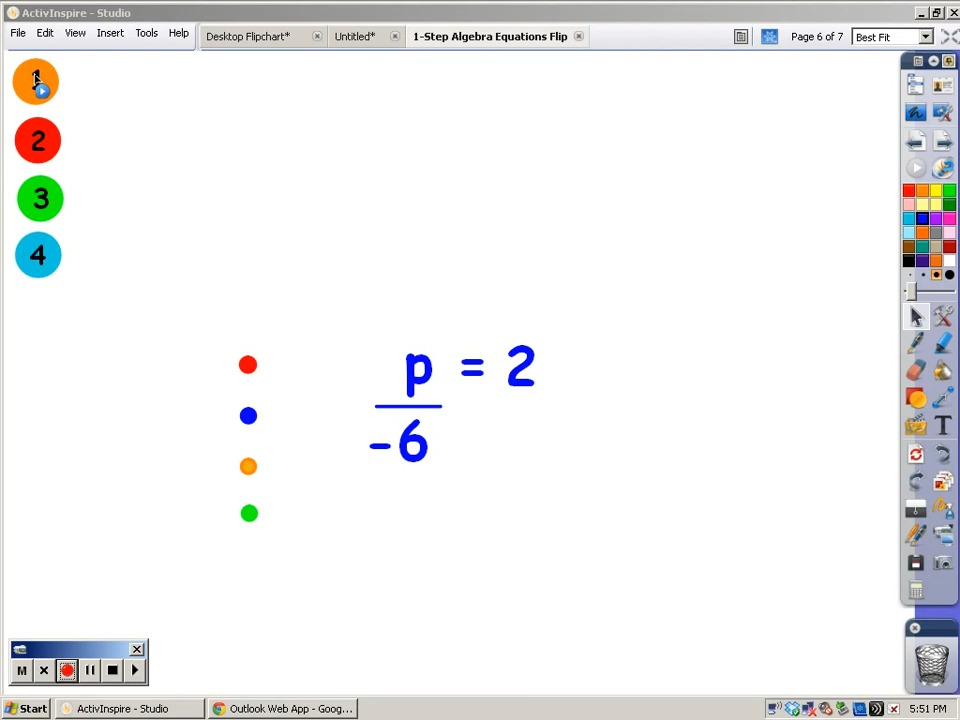 ActivInspire - Studio
File Edit View Insert Tools Help
Desktop Flipchart* Untitled* 1-Step Algebra Equations Flip
Page 6 of 7 Best Fit
1
2
3
4
p = 2
-6
M
Start ActivInspire - Studio Outlook Web App - Goog... 5:51 PM